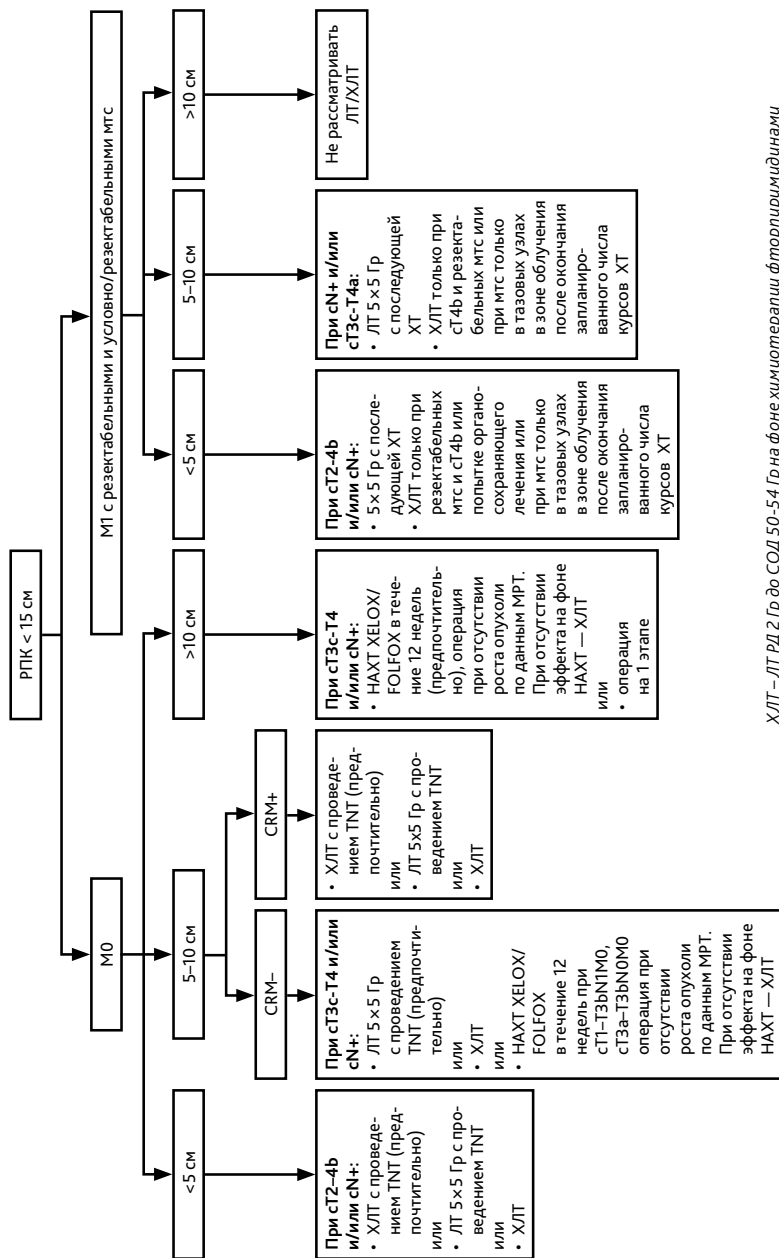 РПК < 15 см
М0
М1 с резектабельными и условно/резектабельными мтс
<5 см
5–10 см
>10 см
<5 см
5–10 см
>10 см
CRM–
CRM+
При cT2–4b
и/или cN+:
• ХЛТ с проведе-
нием TNT (пред-
почтительно)
или
• ЛТ 5×5 Гр с про-
ведением TNT
или
• ХЛТ
При cT3c-T4 и/или
cN+:
• ЛТ 5×5 Гр
с проведением
TNT (предпочти-
тельно)
или
• ХЛТ
или
• НАХТ XELOX/
FOLFOX
в течение 12
недель при
cT1–T3bN1M0,
cT3a–T3bN0M0
операция при
отсутствии
роста опухоли
по данным МРТ.
При отсутствии
эффекта на фоне
НАХТ — ХЛТ
• ХЛТ с проведе-
нием TNT (пред-
почтительно)
или
• ЛТ 5х5 Гр с про-
ведением TNT
или
• ХЛТ
При cT3c-T4
и/или cN+:
• НАХТ XELOX/
FOLFOX в тече-
ние 12 недель
(предпочтитель-
но), операция
при отсутствии
роста опухоли
по данным МРТ.
При отсутствии
эффекта на фоне
НАХТ — ХЛТ
или
• операция
на 1 этапе
При cT2-4b
и/или cN+:
• 5×5 Гр с после-
дующей ХТ
• ХЛТ только при
резектабельных
мтс и cT4b или
попытке органо-
сохраняющего
лечения или
при мтс только
в тазовых узлах
в зоне облучения
после окончания
запланиро-
ванного числа
курсов ХТ
При cN+ и/или
cT3c-T4a:
• ЛТ 5×5 Гр
с последующей
ХТ
• ХЛТ только при
cT4b и резекта-
бельных мтс или
при мтс только
в тазовых узлах
в зоне облучения
после окончания
запланиро-
ванного числа
курсов ХТ
Не рассматривать
ЛТ/ХЛТ
ХЛТ – ЛТ РД 2 Гр до СОД 50-54 Гр на фоне химиотерапии фторпиримидинами